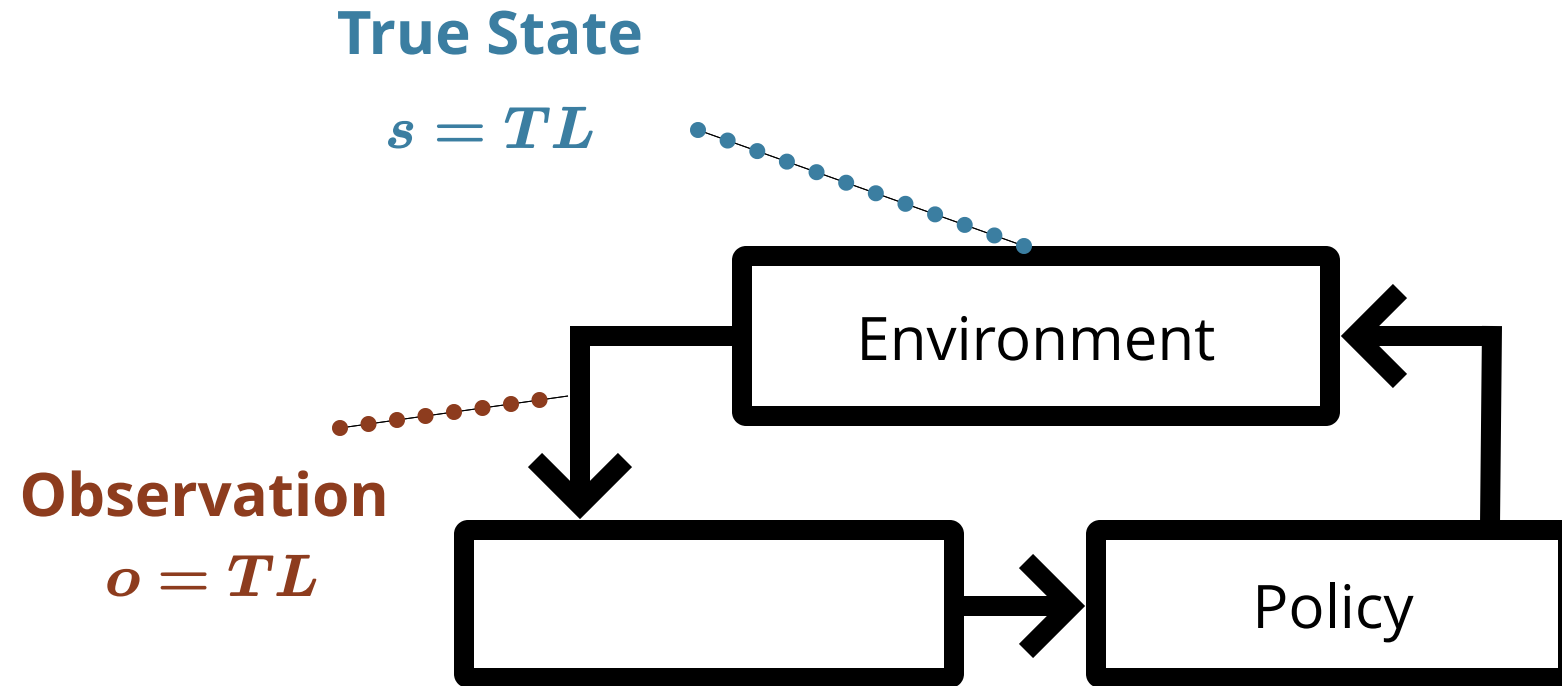 True State
s = TL
Environment
Observation
o = TL
Policy